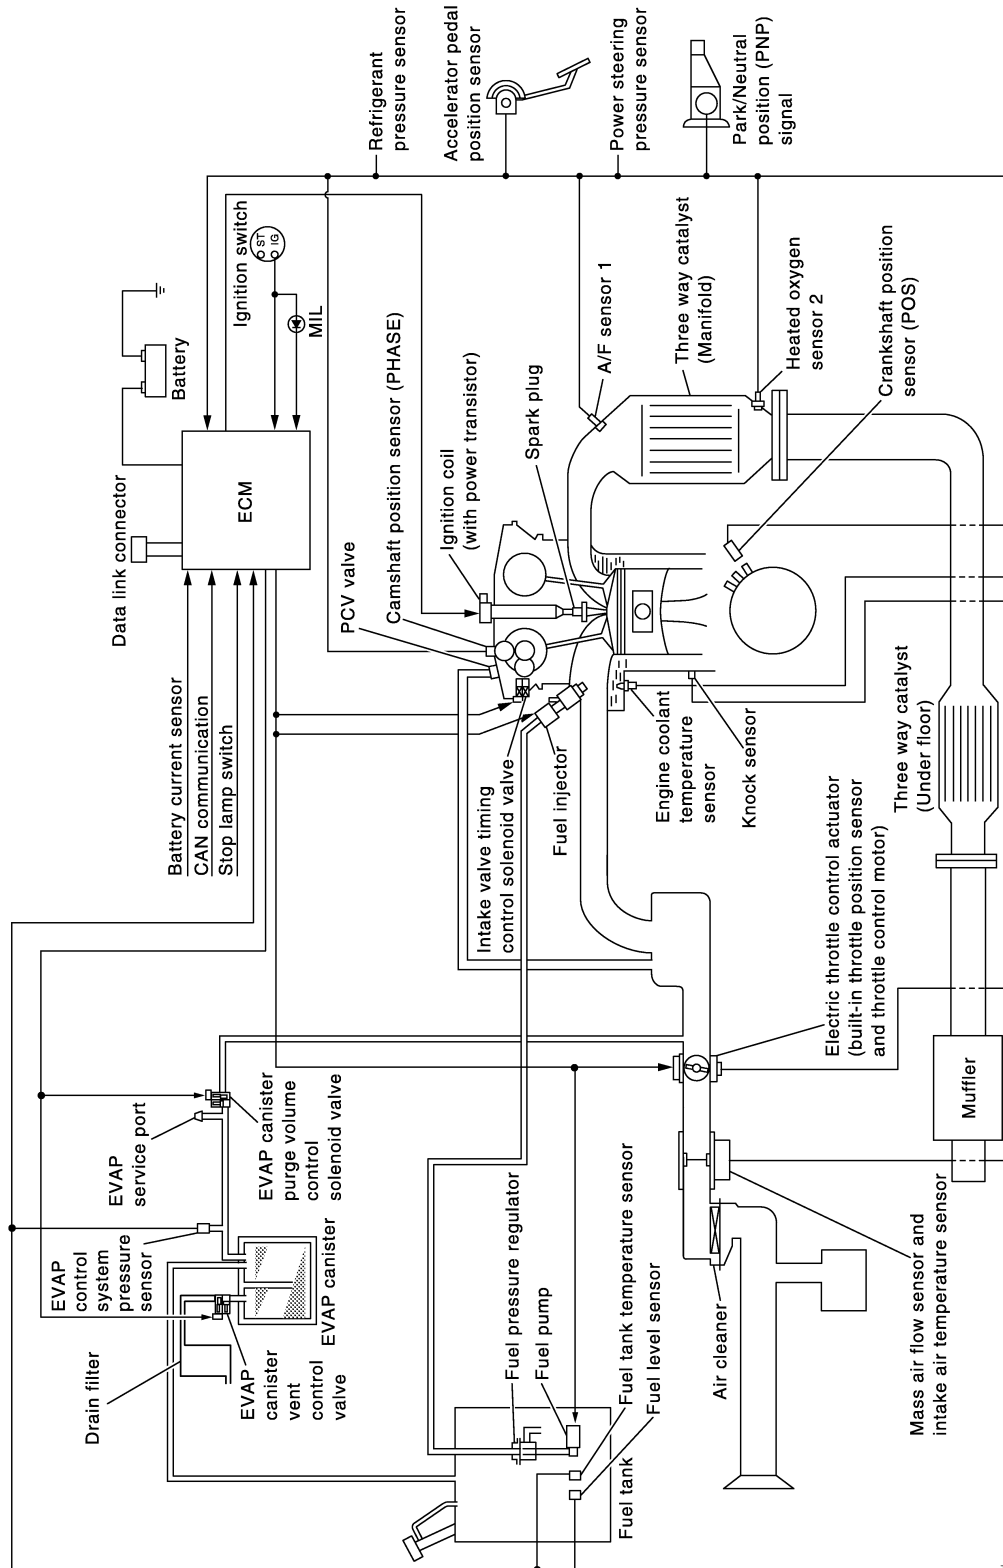 Refrigerant
pressure sensor
Accelerator pedal
position sensor
Power steering
pressure sensor
Park/Neutral
position (PNP)
signal
Battery
Ignition switch
ST
IG
MIL
Data link connector
ECM
Battery current sensor
CAN communication
Stop lamp switch
PCV valve
Camshaft position sensor (PHASE)
Ignition coil
(with power transistor)
Spark plug
A/F sensor 1
Three way catalyst
(Manifold)
Heated oxygen
sensor 2
Crankshaft position
sensor (POS)
Intake valve timing
control solenoid valve
Fuel injector
Engine coolant
temperature
sensor
Knock sensor
Three way catalyst
(Under floor)
Electric throttle control actuator
(built-in throttle position sensor
and throttle control motor)
Muffler
EVAP
service port
EVAP canister
purge volume
control
solenoid valve
EVAP
control
system
pressure
sensor
EVAP canister
Drain filter
EVAP
canister
vent
control
valve
Fuel pressure regulator
Fuel pump
Fuel tank temperature sensor
Fuel level sensor
Fuel tank
Air cleaner
Mass air flow sensor and
intake air temperature sensor